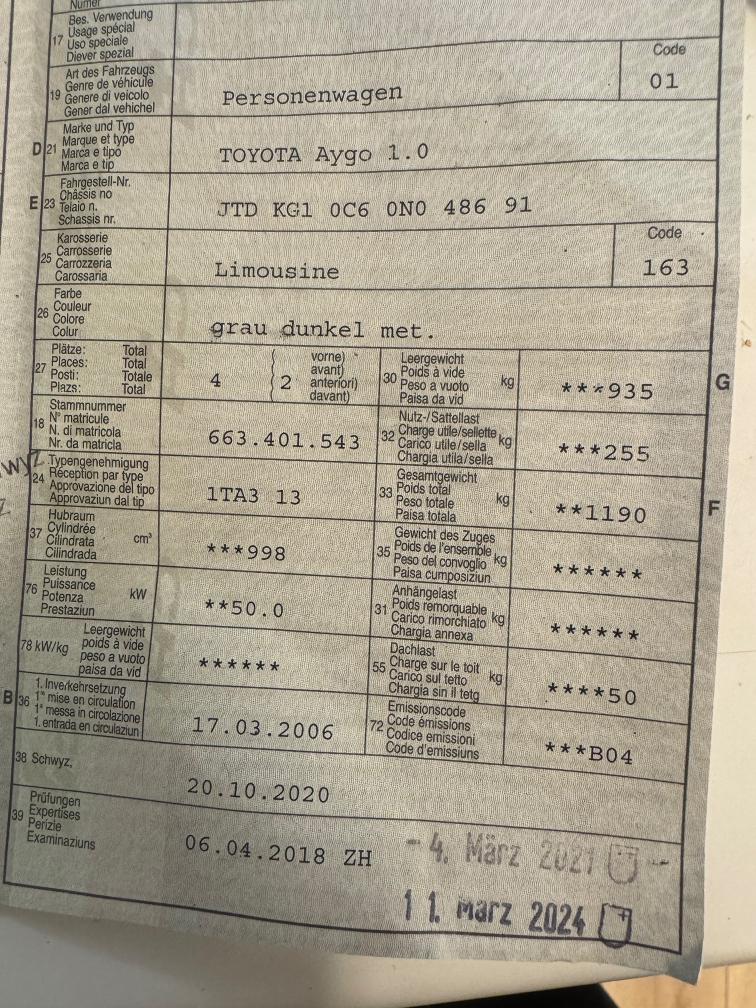 Numer
17 Bes. Verwendung
Usage spécial
Uso speciale
Diever spezial
19 Art des Fahrzeugs
Genre de véhicule
Genere di veicolo
Gener dal vehichel
Personenwagen
Code
01
D 21 Marke und Typ
Marque et type
Marca e tipo
Marca e tip
TOYOTA Aygo 1.0
E 23 Fahrgestell-Nr.
Châssis no
Telaio n.
Schassis nr.
JTD KG1 0C6 0N0 486 91
25 Karosserie
Carrosserie
Carrozzeria
Carossaria
Limousine
Code
163
26 Farbe
Couleur
Colore
Colur
grau dunkel met.
27 Plätze: Total
Places: Total
Posti: Totale
Plazs: Total
4
2
vorne)
avant)
anteriori)
davant)
30 Leergewicht
Poids à vide
Peso a vuoto
Paisa da vid
kg
***935
G
18 Stammnummer
N° matricule
N. di matricola
Nr. da matricla
663.401.543
32 Nutz-/Sattellast
Charge utile/sellette
Carico utile/sella
Chargia utila/sella
kg
***255
24 Typengenehmigung
Réception par type
Approvazione del tipo
Approvaziun dal tip
1TA3 13
33 Gesamtgewicht
Poids total
Peso totale
Paisa totala
kg
**1190
F
37 Hubraum
Cylindrée
Cilindrata
Cilindrada
cm³
***998
35 Gewicht des Zuges
Poids de l'ensemble
Peso del convoglio
Paisa cumposiziun
kg
******
76 Leistung
Puissance
Potenza
Prestaziun
kW
**50.0
31 Anhängelast
Poids remorquable
Carico rimorchiato
Chargia annexa
kg
******
78 kW/kg
Leergewicht
poids à vide
peso a vuoto
paisa da vid
******
55 Dachlast
Charge sur le toit
Carico sul tetto
Chargia sin il tetg
kg
****50
B 36 1. Inverkehrsetzung
1re mise en circulation
1a messa in circolazione
1. entrada en circulaziun
17.03.2006
72 Emissionscode
Code émissions
Codice emissioni
Code d'emissiuns
***B04
38 Schwyz,
20.10.2020
39 Prüfungen
Expertises
Perizie
Examinaziuns
06.04.2018 ZH
- 4. März 2021
11. März 2024